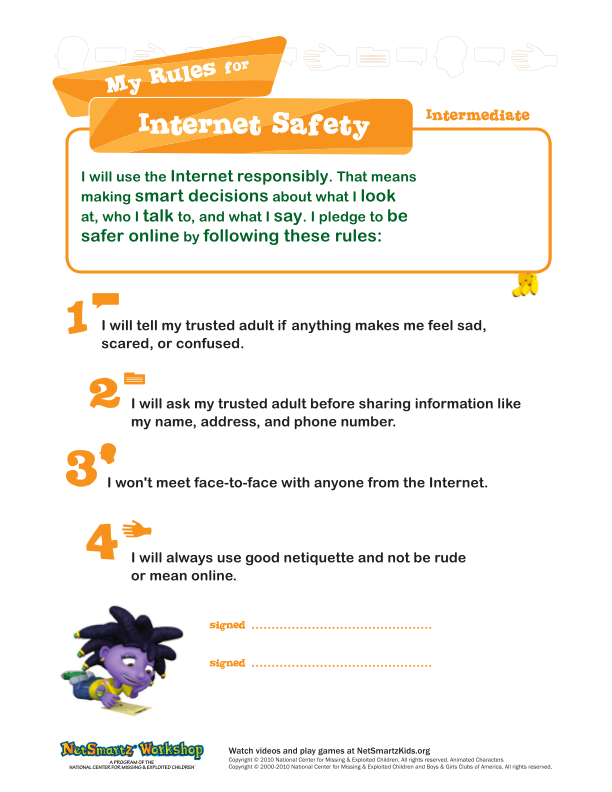 My Rules for
Internet Safety
Intermediate
I will use the Internet responsibly. That means
making smart decisions about what I look
at, who I talk to, and what I say. I pledge to be
safer online by following these rules:
1
I will tell my trusted adult if anything makes me feel sad,
scared, or confused.
2
I will ask my trusted adult before sharing information like
my name, address, and phone number.
3
I won't meet face-to-face with anyone from the Internet.
4
I will always use good netiquette and not be rude
or mean online.
signed
signed
NetSmartz® Workshop
A PROGRAM OF THE
NATIONAL CENTER FOR MISSING & EXPLOITED CHILDREN®
Watch videos and play games at NetSmartzKids.org
Copyright © 2010 National Center for Missing & Exploited Children. All rights reserved. Animated Characters
Copyright © 2000-2010 National Center for Missing & Exploited Children and Boys & Girls Clubs of America. All rights reserved.